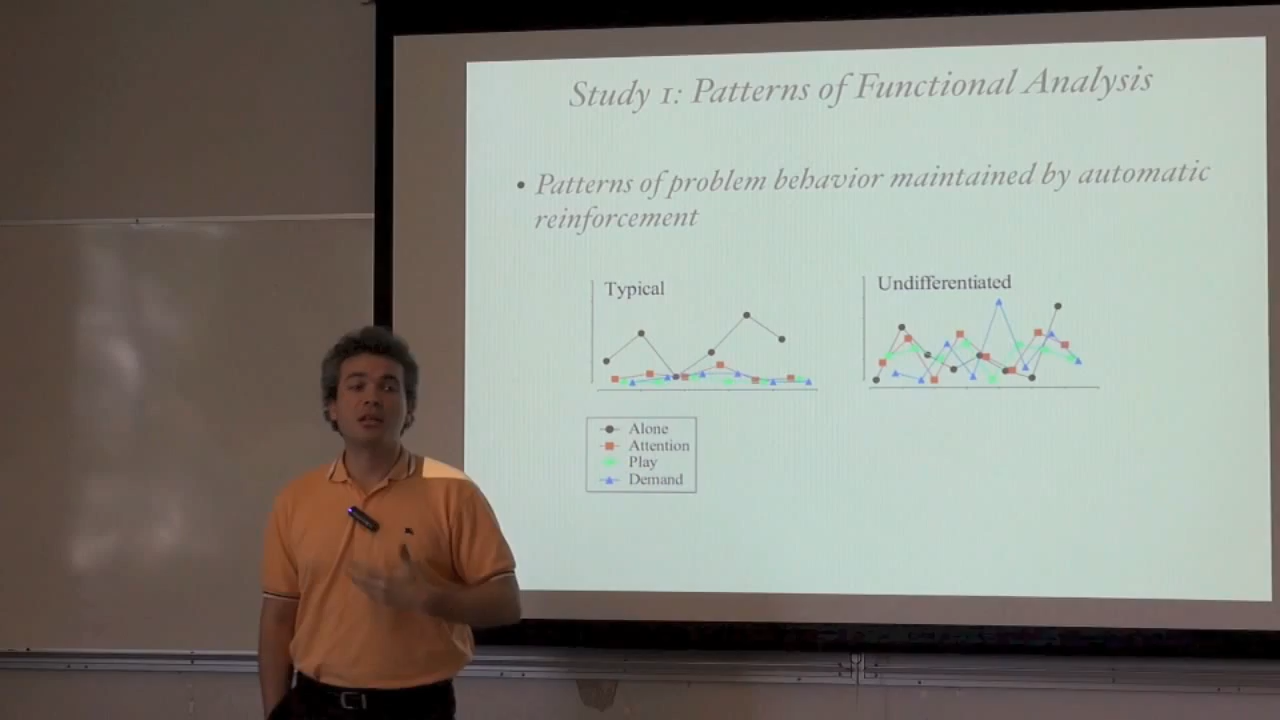 Study 1: Patterns of Functional Analysis
• Patterns of problem behavior maintained by automatic
reinforcement
Typical
Undifferentiated
Alone
Attention
Play
Demand